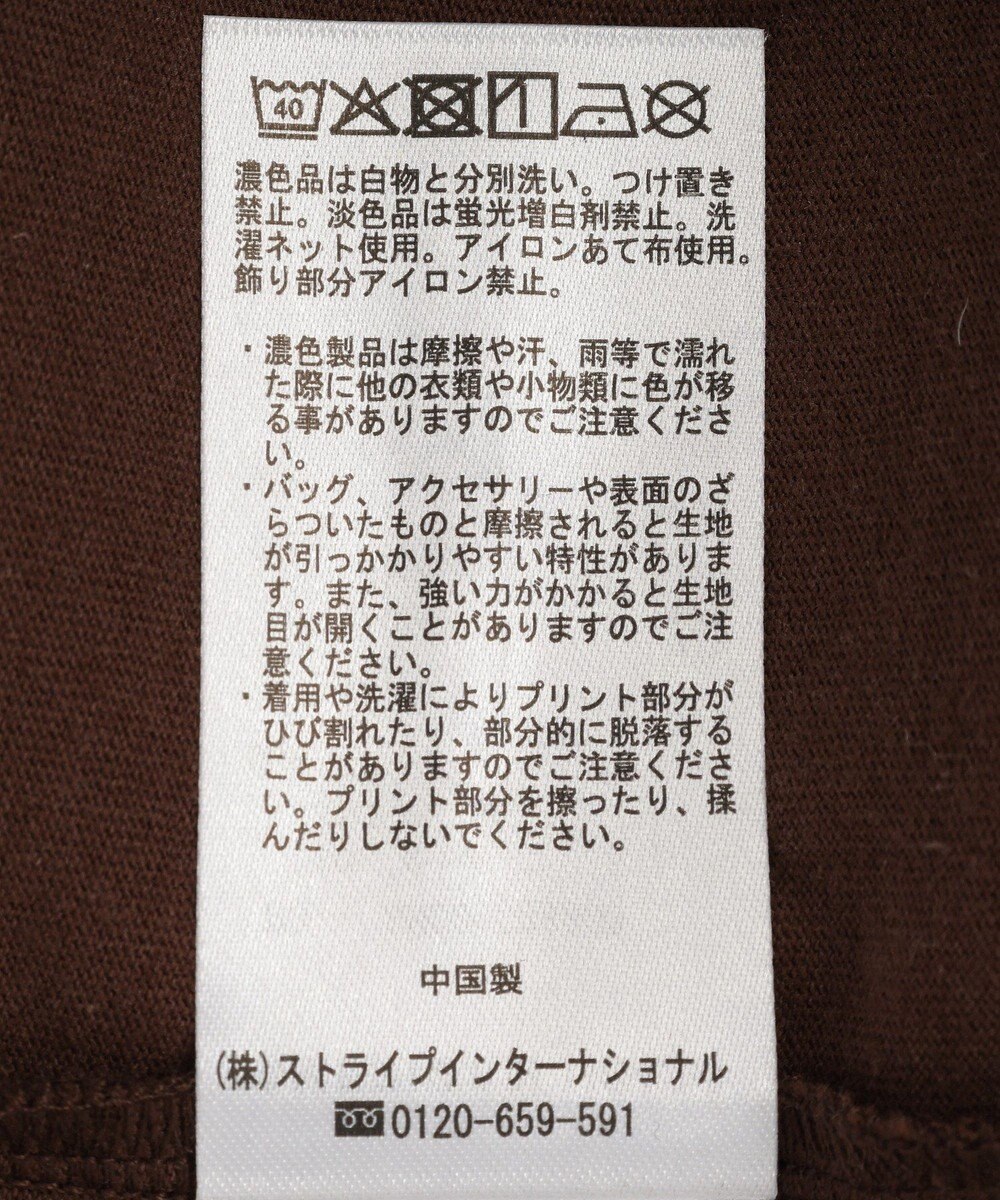 40
濃色品は白物と分別洗い。つけ置き
禁止。淡色品は蛍光増白剤禁止。洗
濯ネット使用。アイロンあて布使用。
飾り部分アイロン禁止。
・濃色製品は摩擦や汗、雨等で濡れ
た際に他の衣類や小物類に色が移
る事がありますのでご注意くださ
い。
・バッグ、アクセサリーや表面のざ
らついたものと摩擦されると生地
が引っかかりやすい特性がありま
す。また、強い力がかかると生地
目が開くことがありますのでご注
意ください。
・着用や洗濯によりプリント部分が
ひび割れたり、部分的に脱落する
ことがありますのでご注意くださ
い。プリント部分を擦ったり、揉
んだりしないでください。
中国製
(株)ストライプインターナショナル
0120-659-591